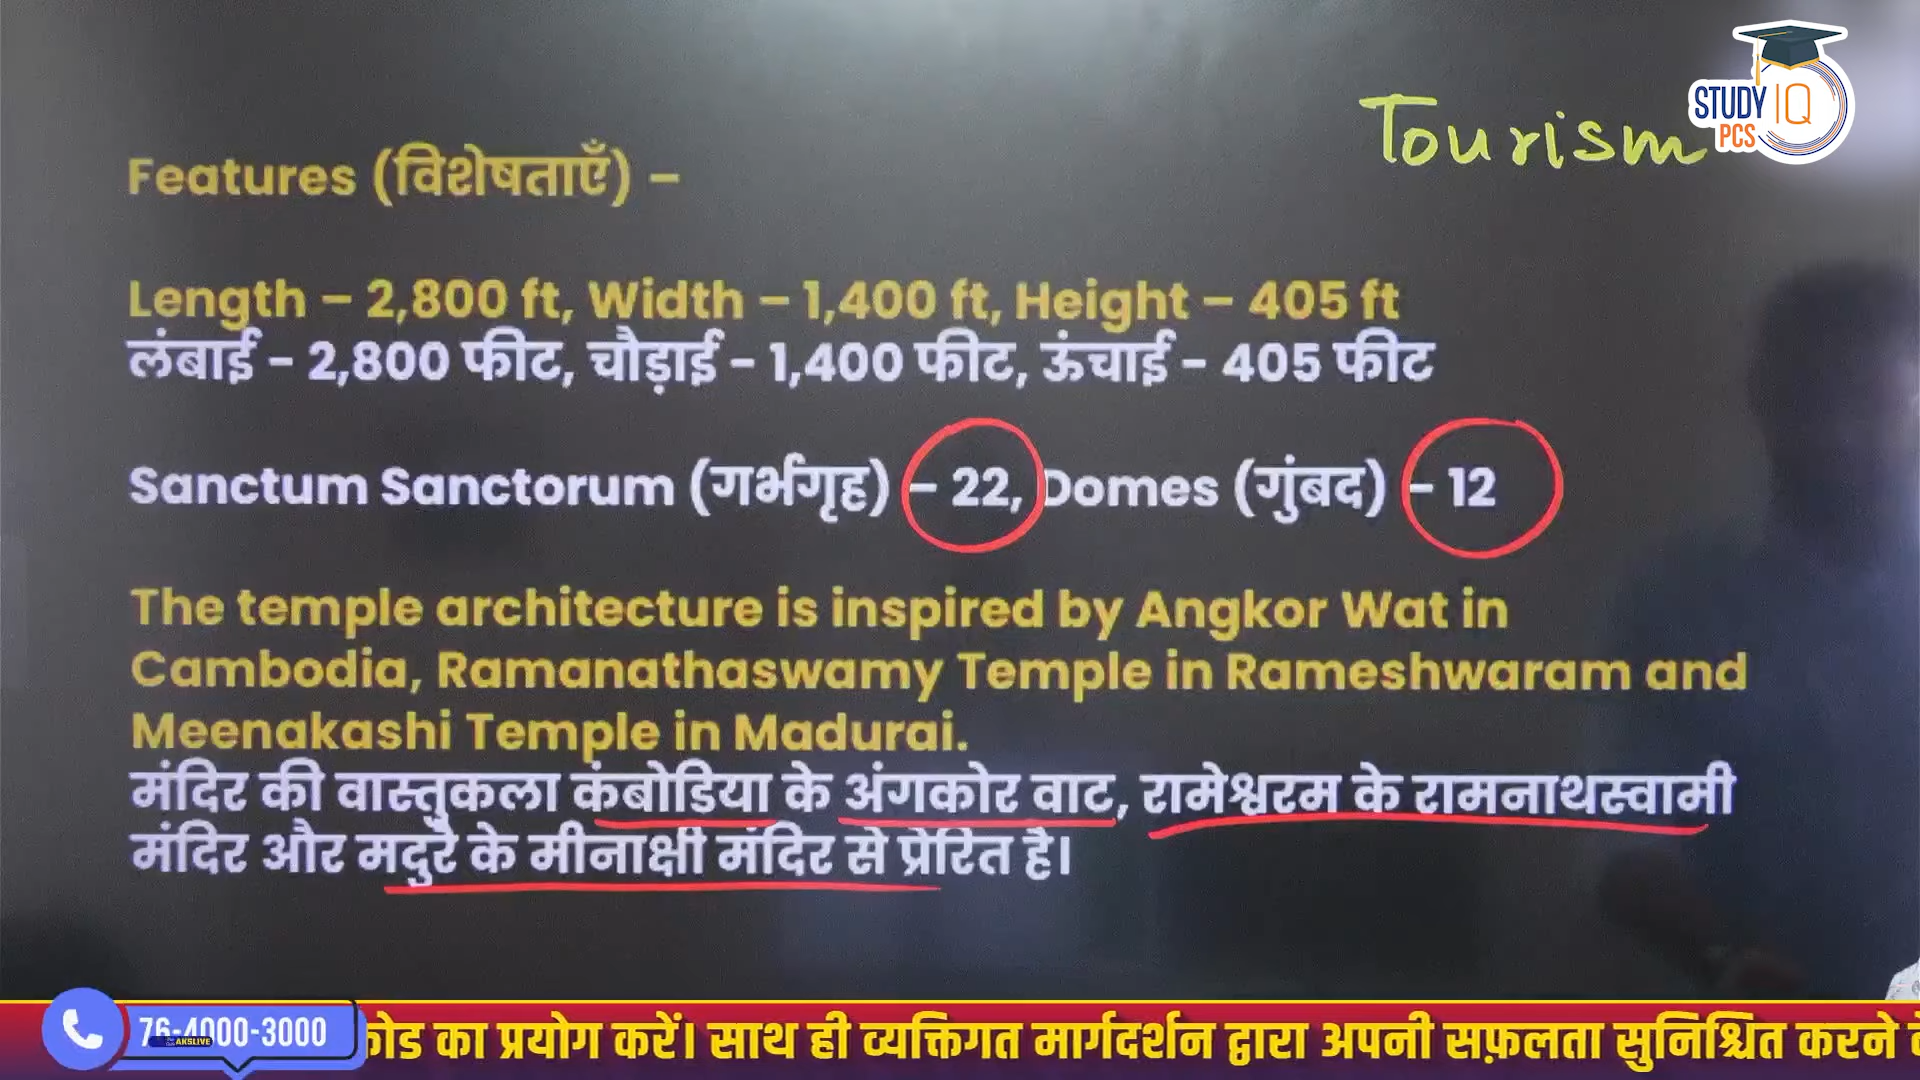 Tourism
STUDY IQ
PCS
Features (विशेषताएँ) –
Length – 2,800 ft, Width – 1,400 ft, Height – 405 ft
लंबाई – 2,800 फीट, चौड़ाई – 1,400 फीट, ऊंचाई – 405 फीट
Sanctum Sanctorum (गर्भगृह) – 22, Domes (गुंबद) – 12
The temple architecture is inspired by Angkor Wat in
Cambodia, Ramanathaswamy Temple in Rameshwaram and
Meenakashi Temple in Madurai.
मंदिर की वास्तुकला कंबोडिया के अंगकोर वाट, रामेश्वरम के रामनाथस्वामी
मंदिर और मदुरै के मीनाक्षी मंदिर से प्रेरित है।
76-4000-3000
AKSLIVE
कोड का प्रयोग करें। साथ ही व्यक्तिगत मार्गदर्शन द्वारा अपनी सफ़लता सुनिश्चित करने